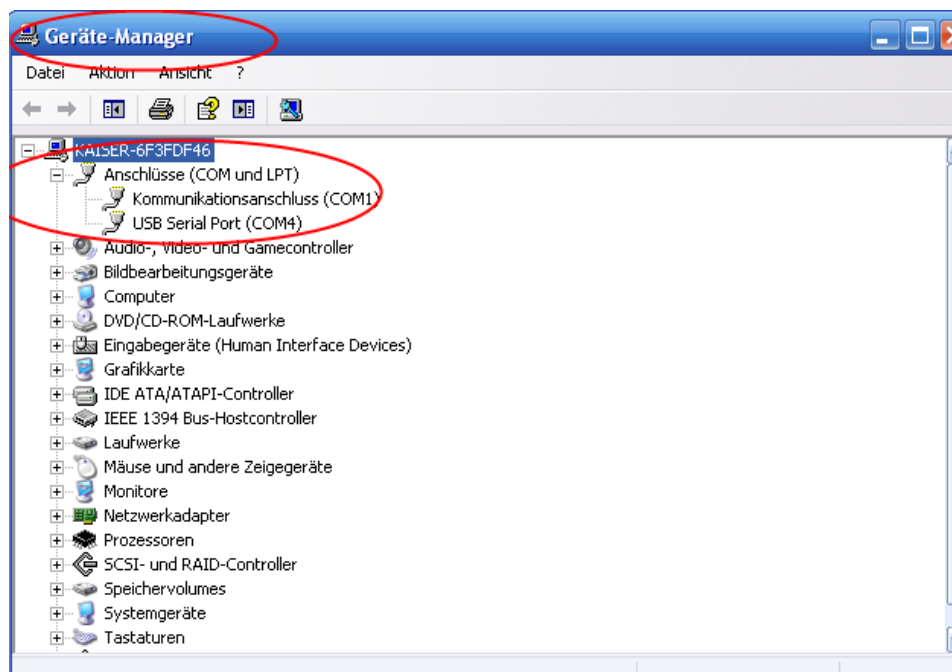 Geräte-Manager
Datei Aktion Ansicht ?
KAISER-6F3FDF46
Anschlüsse (COM und LPT)
Kommunikationsanschluss (COM1)
USB Serial Port (COM4)
Audio-, Video- und Gamecontroller
Bildbearbeitungsgeräte
Computer
DVD/CD-ROM-Laufwerke
Eingabegeräte (Human Interface Devices)
Grafikkarte
IDE ATA/ATAPI-Controller
IEEE 1394 Bus-Hostcontroller
Laufwerke
Mäuse und andere Zeigegeräte
Monitore
Netzwerkadapter
Prozessoren
SCSI- und RAID-Controller
Speichervolumes
Systemgeräte
Tastaturen